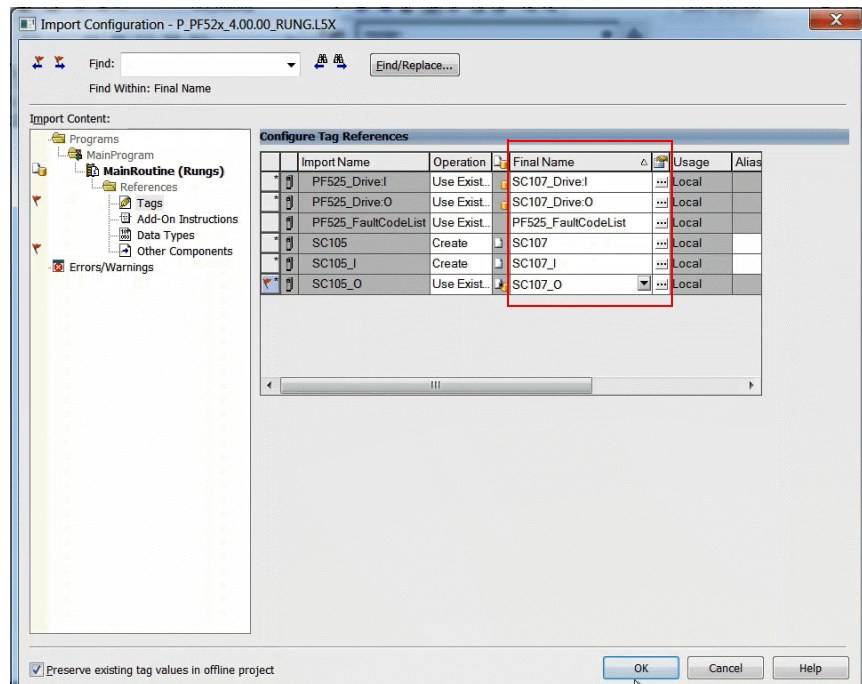 Import Configuration - P_PF52x_4.00.00_RUNG.L5X
X
Find:
Find/Replace...
Find Within: Final Name
Import Content:
Programs
MainProgram
MainRoutine (Rungs)
References
Tags
Add-On Instructions
Data Types
Other Components
Errors/Warnings
Configure Tag References
Import Name Operation Final Name Usage Alias
* PF525_Drive:I Use Exist... SC107_Drive:I ... Local
* PF525_Drive:O Use Exist... SC107_Drive:O ... Local
PF525_FaultCodeList Use Exist... PF525_FaultCodeList ... Local
* SC105 Create SC107 ... Local
* SC105_I Create SC107_I ... Local
* SC105_O Use Exist... SC107_O ... Local
Preserve existing tag values in offline project
OK Cancel Help